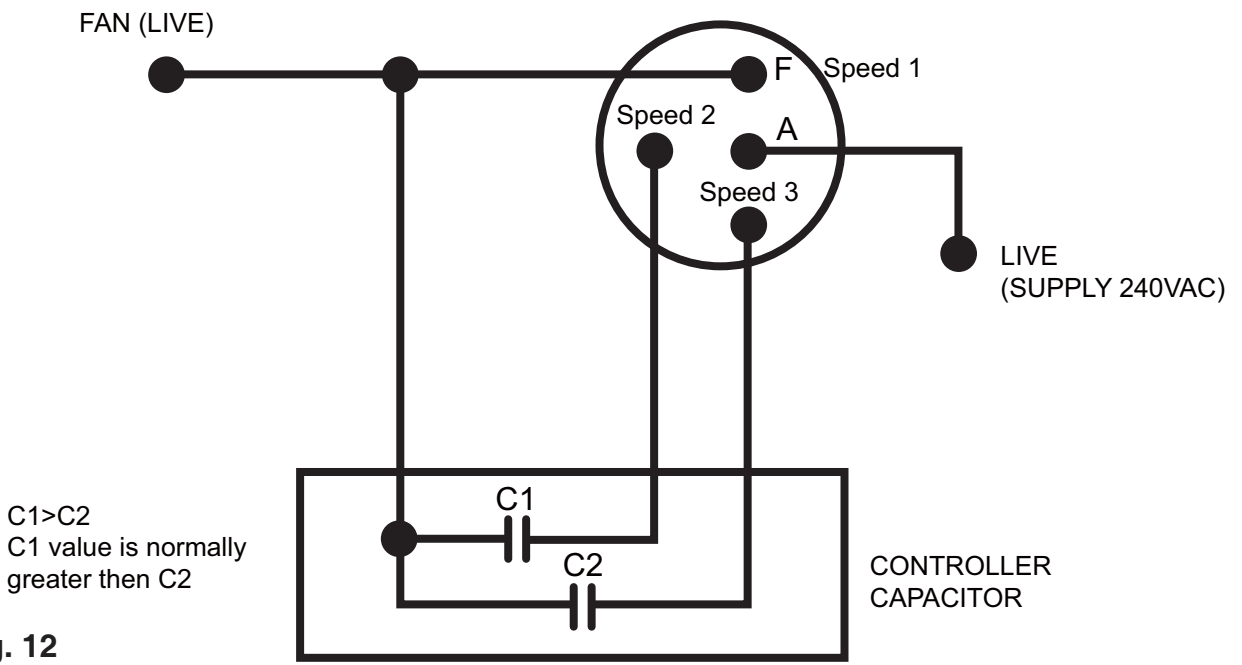 FAN (LIVE)
F
Speed 1
Speed 2
A
Speed 3
LIVE
(SUPPLY 240VAC)
C1
C2
C1>C2
C1 value is normally
greater then C2
CONTROLLER
CAPACITOR
g. 12